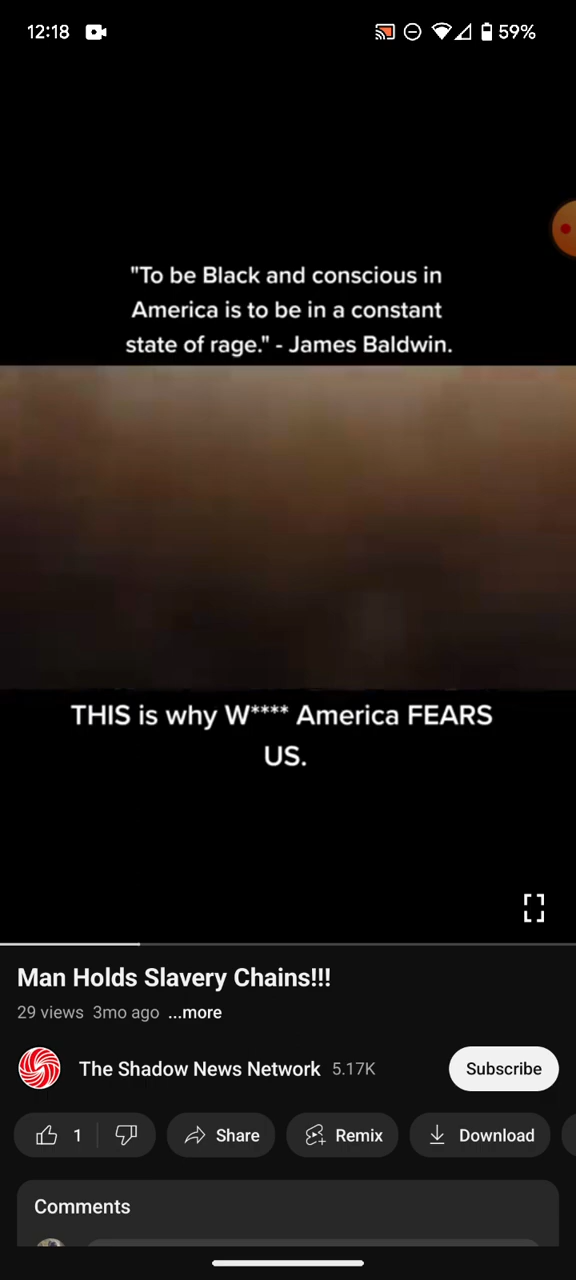 12:18
59%
"To be Black and conscious in
America is to be in a constant
state of rage." - James Baldwin.
THIS is why W**** America FEARS
US.
Man Holds Slavery Chains!!!
29 views 3mo ago ...more
The Shadow News Network 5.17K
Subscribe
1
Share
Remix
Download
Comments